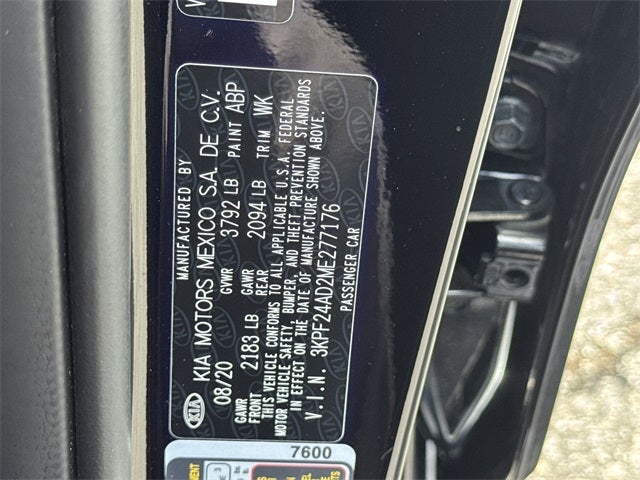 MANUFACTURED BY
KIA KIA MOTORS MEXICO S.A. DE C.V.
08/20 GVWR 3792 LB PAINT ABP
GAWR FRONT 2183 LB GAWR REAR 2094 LB TRIM WK
THIS VEHICLE CONFORMS TO ALL APPLICABLE U.S.A. FEDERAL
MOTOR VEHICLE SAFETY, BUMPER, AND THEFT PREVENTION STANDARDS
IN EFFECT ON THE DATE OF MANUFACTURE SHOWN ABOVE.
V.I.N. 3KPF24AD2ME277176
PASSENGER CAR
7600